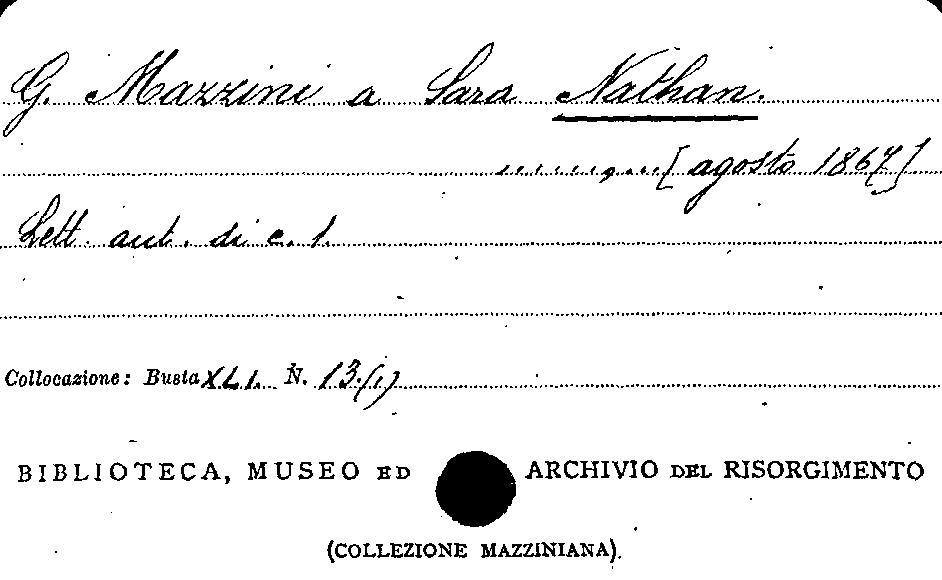 G. Mazzini a Sara Nathan.
........,...[agosto 1867]
Lett. aut. di c. 1.
Collocazione: Busta XLI. N. 13.(1)
BIBLIOTECA, MUSEO ED ARCHIVIO DEL RISORGIMENTO
(COLLEZIONE MAZZINIANA).